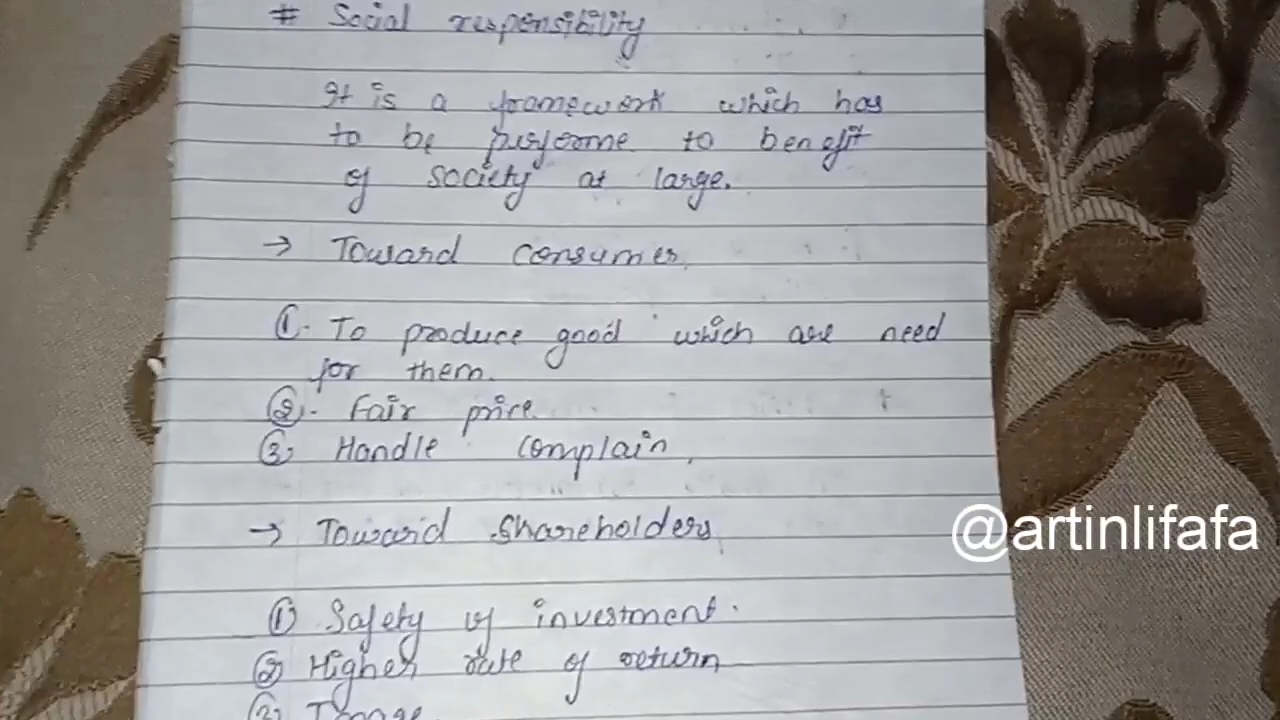 # Social responsibility
It is a framework which has
to be performe to benefit
of society at large.
→ Toward consumer
①. To produce good which are need
for them.
②. Fair price.
③ Handle complain.
→ Toward shareholders
① Safety of investment.
② Higher rate of return
③ Image
@artinlifafa